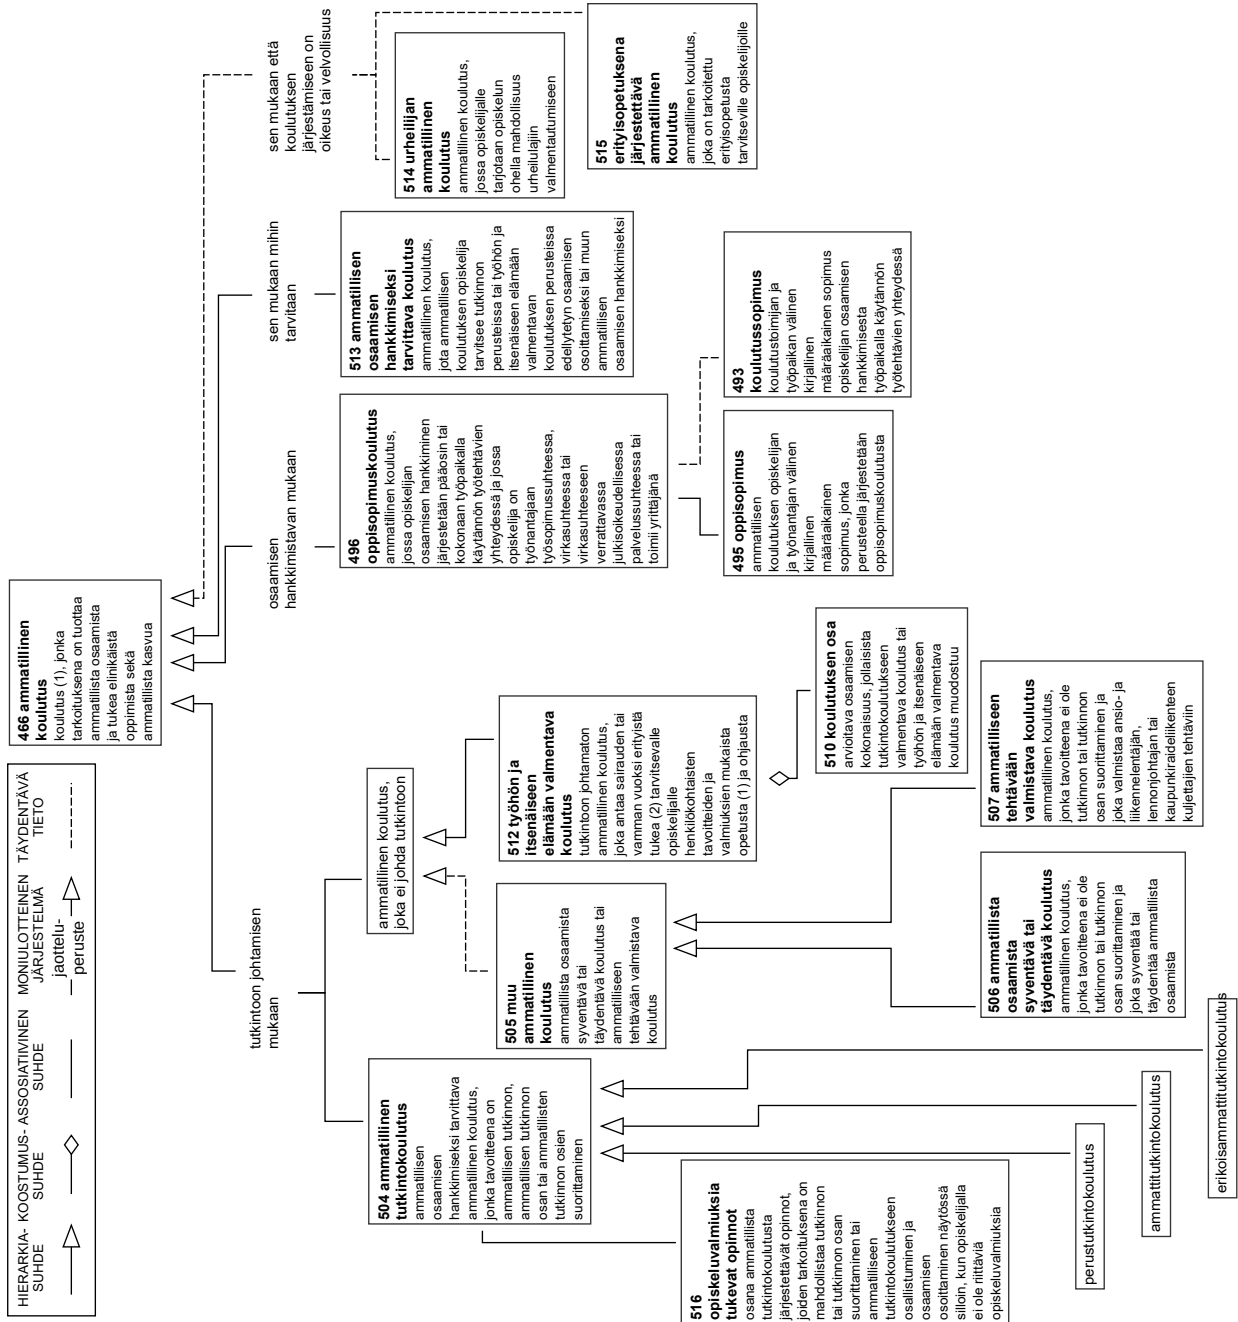 HIERARKIA-
SUHDE
KOOSTUMUS-
SUHDE
ASSOSIATIIVINEN
SUHDE
MONIULOTTEINEN
JÄRJESTELMÄ
jaottelu-
peruste
TÄYDENTÄVÄ
TIETO
466 ammatillinen
koulutus
koulutus (1), jonka
tarkoituksena on tuottaa
ammatillista osaamista
ja tukea elinikäistä
oppimista sekä
ammatillista kasvua
tutkintoon johtamisen
mukaan
osaamisen
hankkimistavan mukaan
sen mukaan mihin
tarvitaan
sen mukaan että
koulutuksen
järjestämiseen on
oikeus tai velvollisuus
504 ammatillinen
tutkintokoulutus
ammatillisen
osaamisen
hankkimiseksi tarvittava
ammatillinen koulutus,
jonka tavoitteena on
ammatillisen tutkinnon,
ammatillisen tutkinnon
osan tai ammatillisten
tutkinnon osien
suorittaminen
ammatillinen koulutus,
joka ei johda tutkintoon
505 muu
ammatillinen
koulutus
ammatillista osaamista
syventävä tai
täydentävä koulutus tai
ammatilliseen
tehtävään valmistava
koulutus
512 työhön ja
itsenäiseen
elämään valmentava
koulutus
tutkintoon johtamaton
ammatillinen koulutus,
joka antaa sairauden tai
vamman vuoksi erityistä
tukea (2) tarvitsevalle
opiskelijalle
henkilökohtaisten
tavoitteiden ja
valmiuksien mukaista
opetusta (1) ja ohjausta
496
oppisopimuskoulutus
ammatillinen koulutus,
jossa opiskelijan
osaamisen hankkiminen
järjestetään pääosin tai
kokonaan työpaikalla
käytännön työtehtävien
yhteydessä ja jossa
opiskelija on
työnantajaan
työsopimussuhteessa,
virkasuhteessa tai
virkasuhteeseen
verrattavassa
julkisoikeudellisessa
palvelussuhteessa tai
toimii yrittäjänä
513 ammatillisen
osaamisen
hankkimiseksi
tarvittava koulutus
ammatillinen koulutus,
jota ammatillisen
koulutuksen opiskelija
tarvitsee tutkinnon
perusteissa tai työhön ja
itsenäiseen elämään
valmentavan
koulutuksen perusteissa
edellytetyn osaamisen
osoittamiseksi tai muun
ammatillisen
osaamisen hankkimiseksi
514 urheilijan
ammatillinen
koulutus
ammatillinen koulutus,
jossa opiskelijalle
tarjotaan opiskelun
ohella mahdollisuus
urheilulajiin
valmentautumiseen
515
erityisopetuksena
järjestettävä
ammatillinen
koulutus
ammatillinen koulutus,
joka on tarkoitettu
erityisopetusta
tarvitseville opiskelijoille
516
opiskeluvalmiuksia
tukevat opinnot
osana ammatillista
tutkintokoulutusta
järjestettävät opinnot,
joiden tarkoituksena on
mahdollistaa tutkinnon
tai tutkinnon osan
suorittaminen tai
ammatilliseen
tutkintokoulutukseen
osallistuminen ja
osaamisen
osoittaminen näytössä
silloin, kun opiskelijalla
ei ole riittäviä
opiskeluvalmiuksia
510 koulutuksen osa
arvioitava osaamisen
kokonaisuus, jollaisista
tutkintokoulutukseen
valmentava koulutus tai
työhön ja itsenäiseen
elämään valmentava
koulutus muodostuu
495 oppisopimus
ammatillisen
koulutuksen opiskelijan
ja työnantajan välinen
kirjallinen
määräaikainen
sopimus, jonka
perusteella järjestetään
oppisopimuskoulutusta
493
koulutussopimus
koulutustoimijan ja
työpaikan välinen
kirjallinen
määräaikainen sopimus
opiskelijan osaamisen
hankkimisesta
työpaikalla käytännön
työtehtävien yhteydessä
506 ammatillista
osaamista
syventävä tai
täydentävä koulutus
ammatillinen koulutus,
jonka tavoitteena ei ole
tutkinnon tai tutkinnon
osan suorittaminen ja
joka syventää tai
täydentää ammatillista
osaamista
507 ammatilliseen
tehtävään
valmistava koulutus
ammatillinen koulutus,
jonka tavoitteena ei ole
tutkinnon tai tutkinnon
osan suorittaminen ja
joka valmistaa ansio- ja
liikennelentäjän,
lennonjohtajan tai
kaupunkiraideliikenteen
kuljettajien tehtäviin
perustutkintokoulutus
ammattitutkintokoulutus
erikoisammattitutkintokoulutus